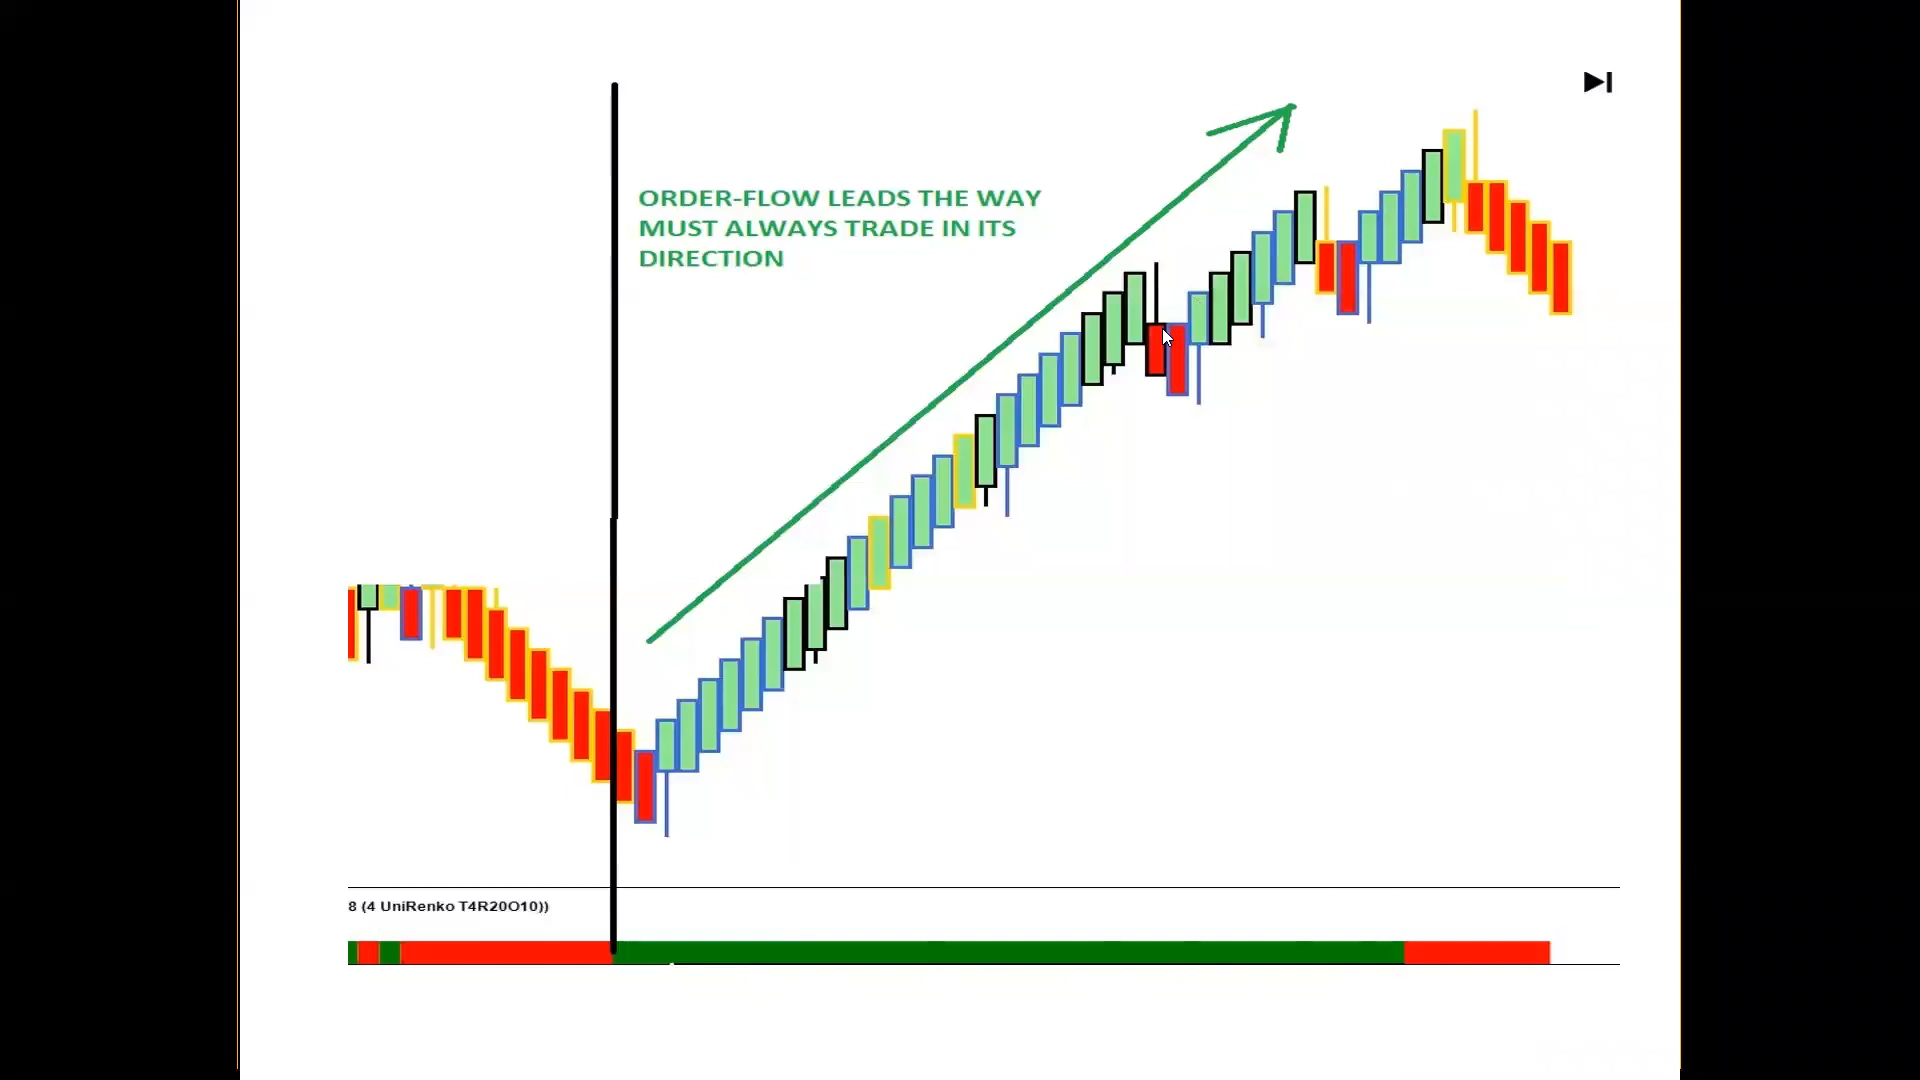 ORDER-FLOW LEADS THE WAY
MUST ALWAYS TRADE IN ITS
DIRECTION
8 (4 UniRenko T4R20O10))